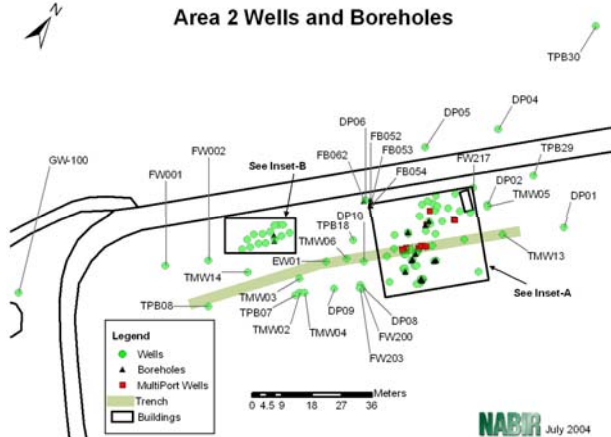 Area 2 Wells and Boreholes
N
TPB30
DP04
DP05
DP06
FB052
FB053
FB062
FB054
FW217
TPB29
GW-100
FW001
FW002
See Inset-B
DP02
TMW05
DP01
DP10
TPB18
TMW06
EW01
TMW14
TMW13
See Inset-A
TPB08
TMW03
TPB07
TMW02
TMW04
DP09
DP08
FW200
FW203
Legend
Wells
Boreholes
MultiPort Wells
Trench
Buildings
Meters
0 4.5 9 18 27 36
NABIR July 2004